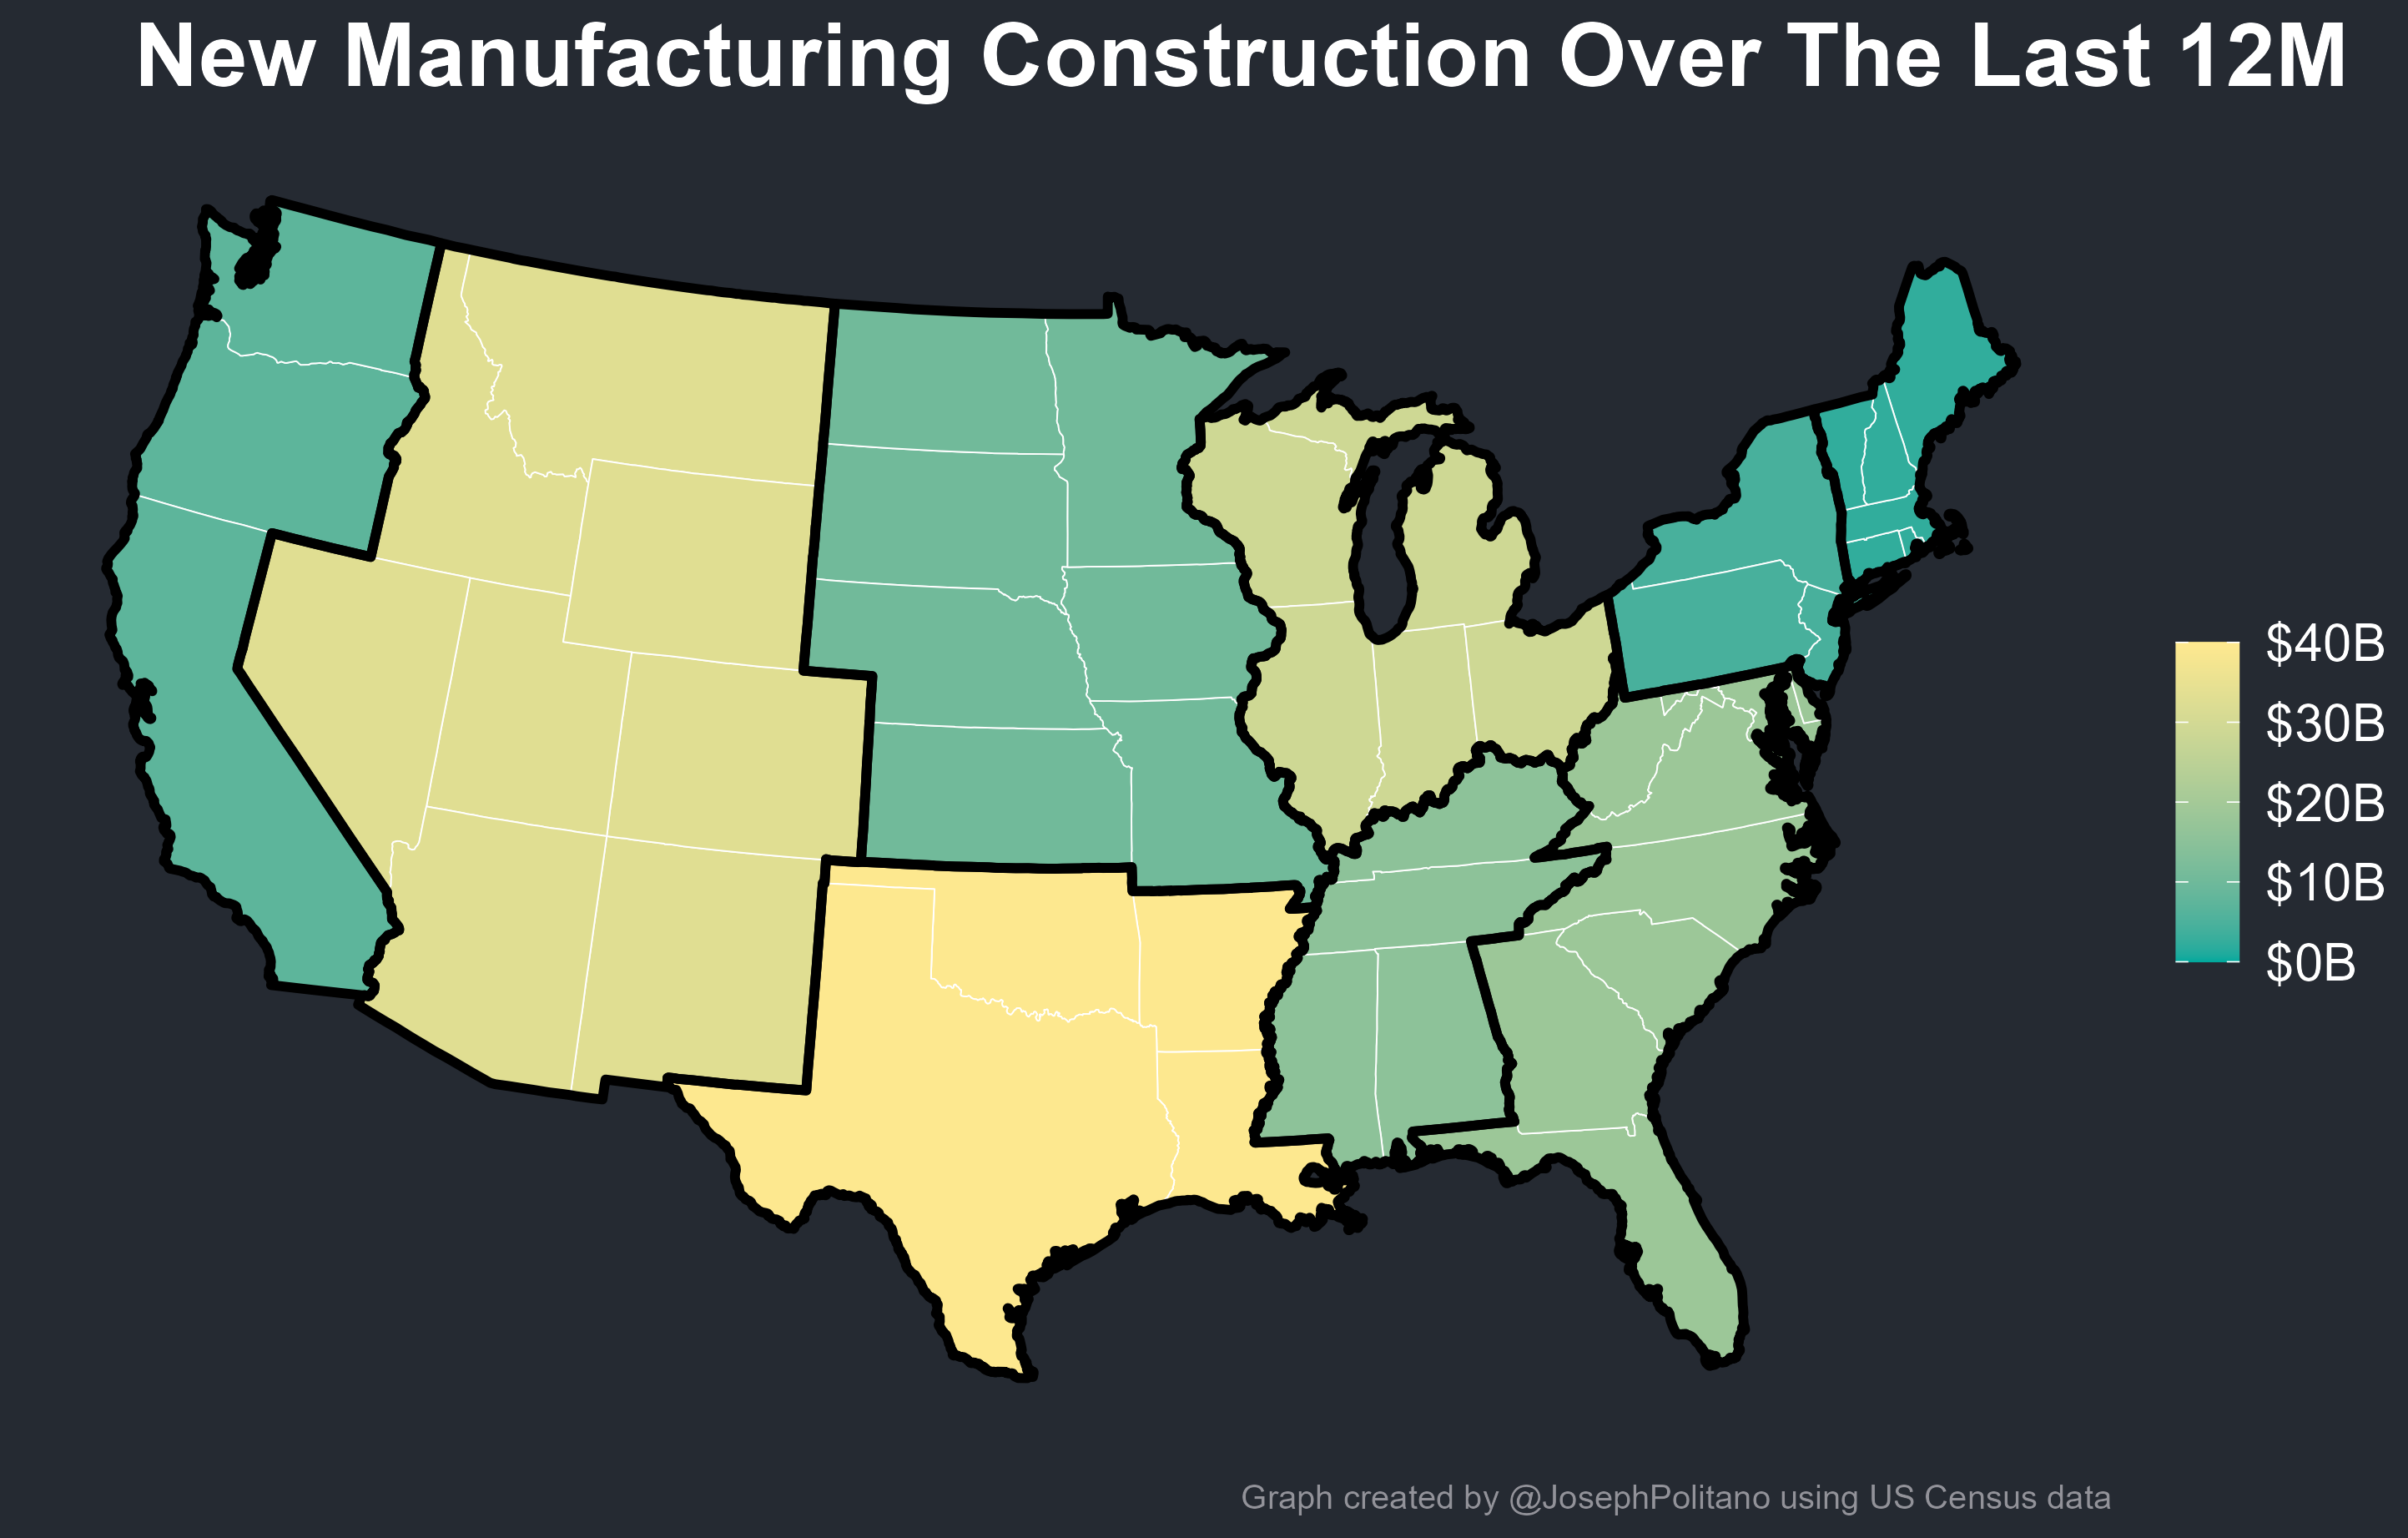 New Manufacturing Construction Over The Last 12M
$40B
$30B
$20B
$10B
$0B
Graph created by @JosephPolitano using US Census data